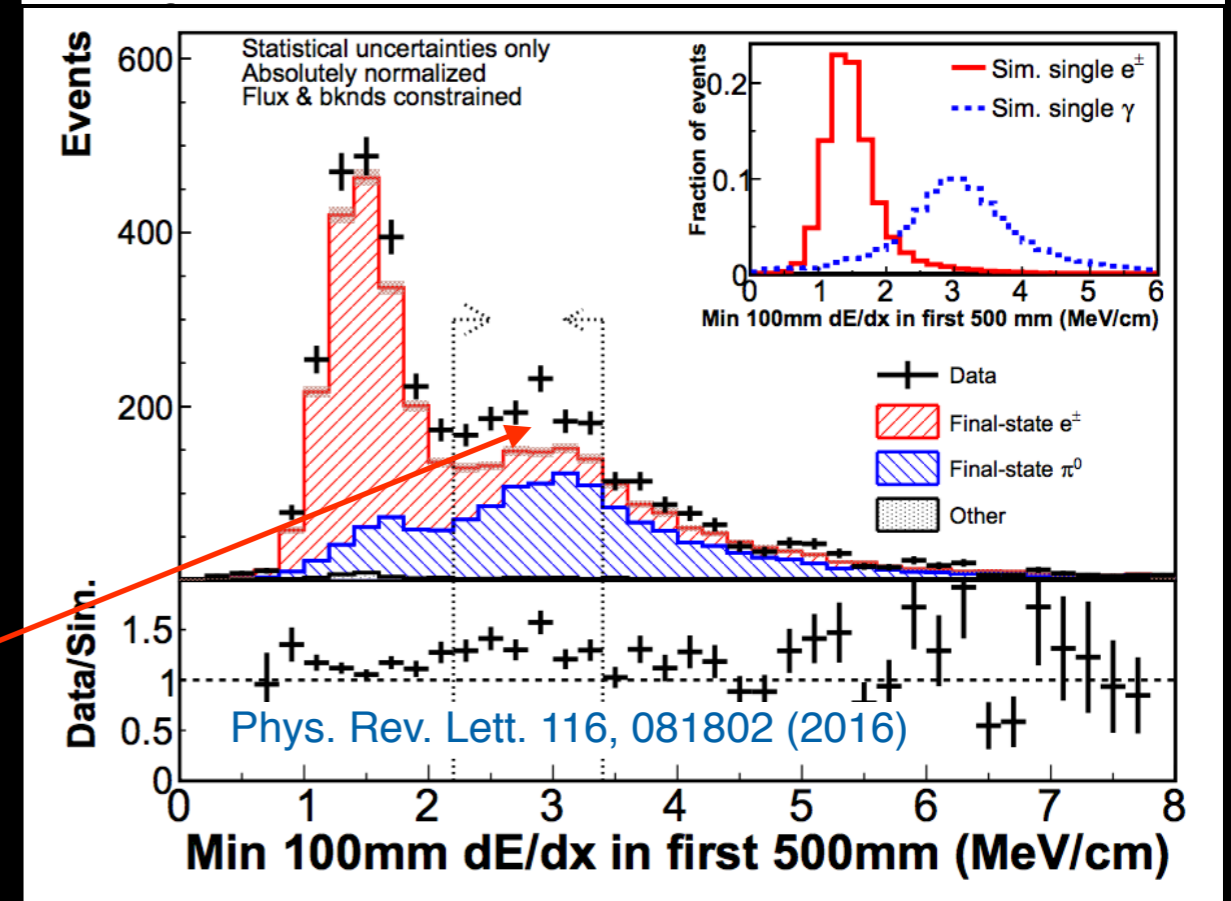 Events
600
400
200
Statistical uncertainties only
Absolutely normalized
Flux & bknds constrained
Fraction of events
0.2
0.1
0
Sim. single e±
Sim. single γ
0 1 2 3 4 5 6
Min 100mm dE/dx in first 500 mm (MeV/cm)
Data
Final-state e±
Final-state π0
Other
Data/Sim.
1.5
1
0.5
0
Phys. Rev. Lett. 116, 081802 (2016)
0 1 2 3 4 5 6 7 8
Min 100mm dE/dx in first 500mm (MeV/cm)